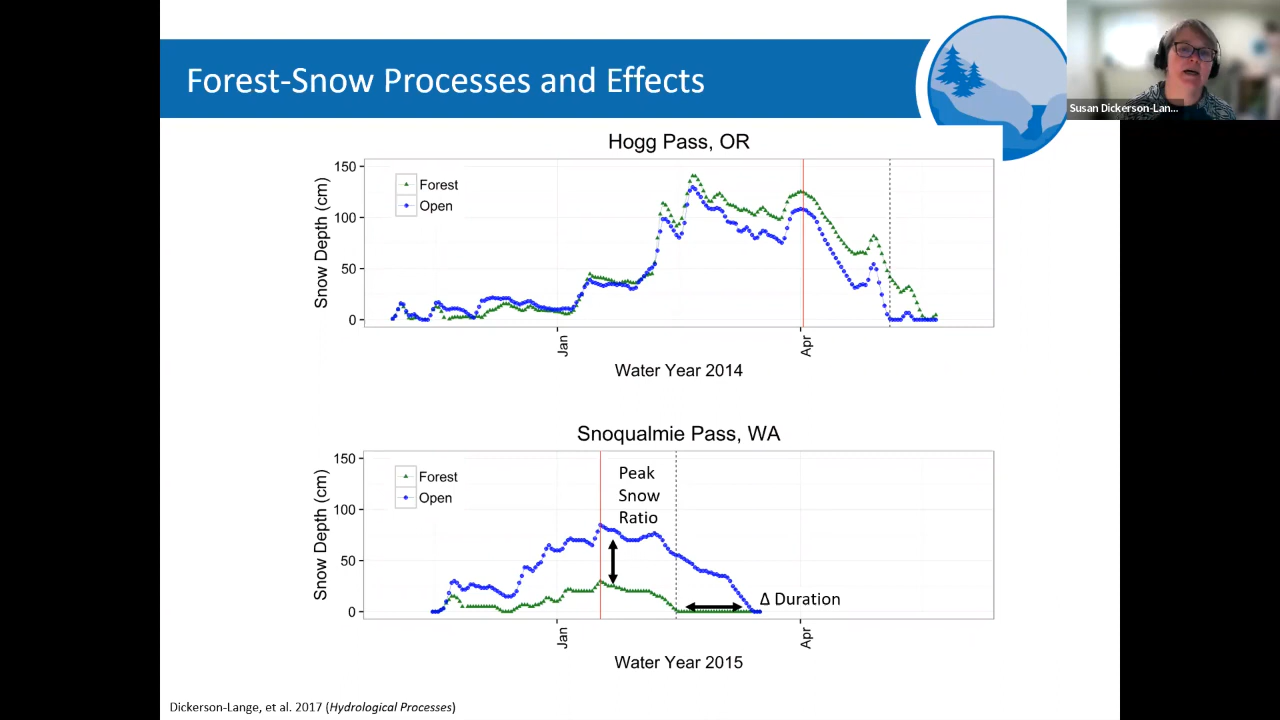 Forest-Snow Processes and Effects
Susan Dickerson-Lan...
Hogg Pass, OR
Snow Depth (cm)
150
100
50
0
Forest
Open
Jan
Apr
Water Year 2014
Snoqualmie Pass, WA
Snow Depth (cm)
150
100
50
0
Forest
Open
Peak
Snow
Ratio
Δ Duration
Jan
Apr
Water Year 2015
Dickerson-Lange, et al. 2017 (Hydrological Processes)